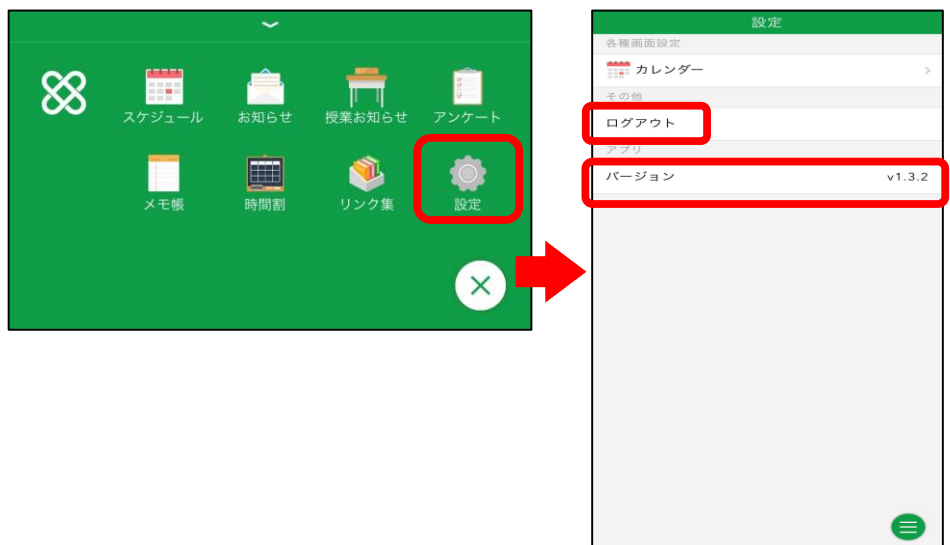 スケジュール お知らせ 授業お知らせ アンケート
メモ帳 時間割 リンク集 設定
設定
各種画面設定
カレンダー
その他
ログアウト
アプリ
バージョン v1.3.2